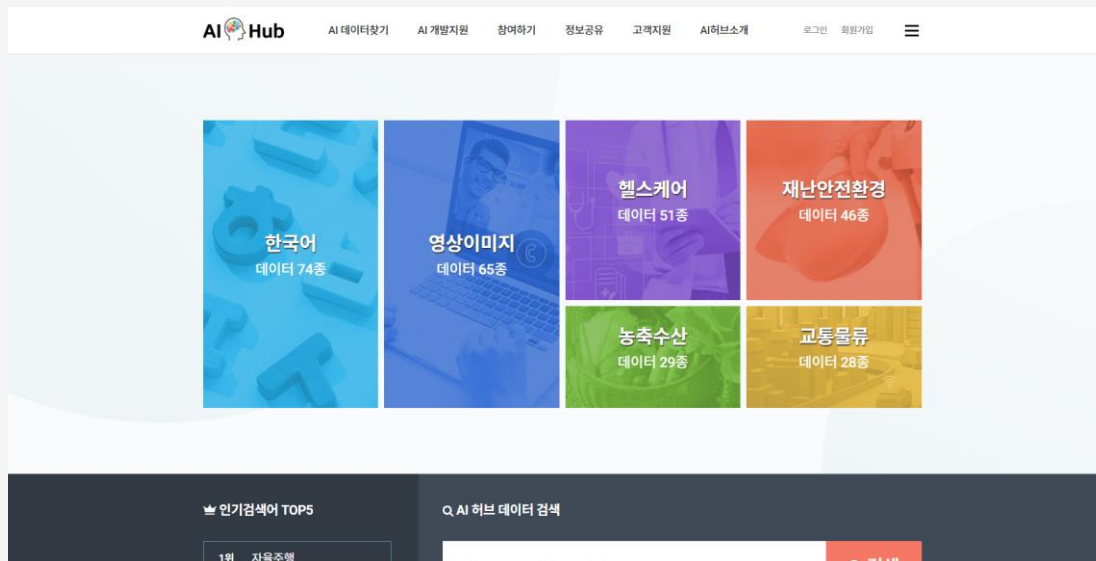 AI Hub
AI 데이터찾기 AI 개발지원 참여하기 정보공유 고객지원 AI허브소개 로그인 회원가입
한국어
데이터 74종
영상이미지
데이터 65종
헬스케어
데이터 51종
재난안전환경
데이터 46종
농축수산
데이터 29종
교통물류
데이터 28종
인기검색어 TOP5
AI 허브 데이터 검색
1위 자율주행
검색